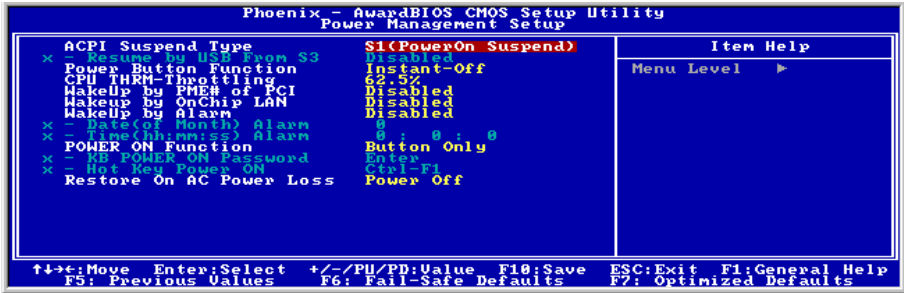 Phoenix - AwardBIOS CMOS Setup Utility
Power Management Setup
ACPI Suspend Type S1(PowerOn Suspend)
x - Resume by USB From S3 Disabled
Power Button Function Instant-Off
CPU THRM-Throttling 62.5%
WakeUp by PME# of PCI Disabled
WakeUp by OnChip LAN Disabled
WakeUp by Alarm Disabled
x - Date(of Month) Alarm 0
x - Time(hh:mm:ss) Alarm 0 : 0 : 0
POWER ON Function Button Only
x - KB POWER ON Password Enter
x - Hot Key Power ON Ctrl-F1
Restore On AC Power Loss Power Off
Item Help
Menu Level ►
↑↓→←:Move Enter:Select +/-/PU/PD:Value F10:Save ESC:Exit F1:General Help
F5: Previous Values F6: Fail-Safe Defaults F7: Optimized Defaults